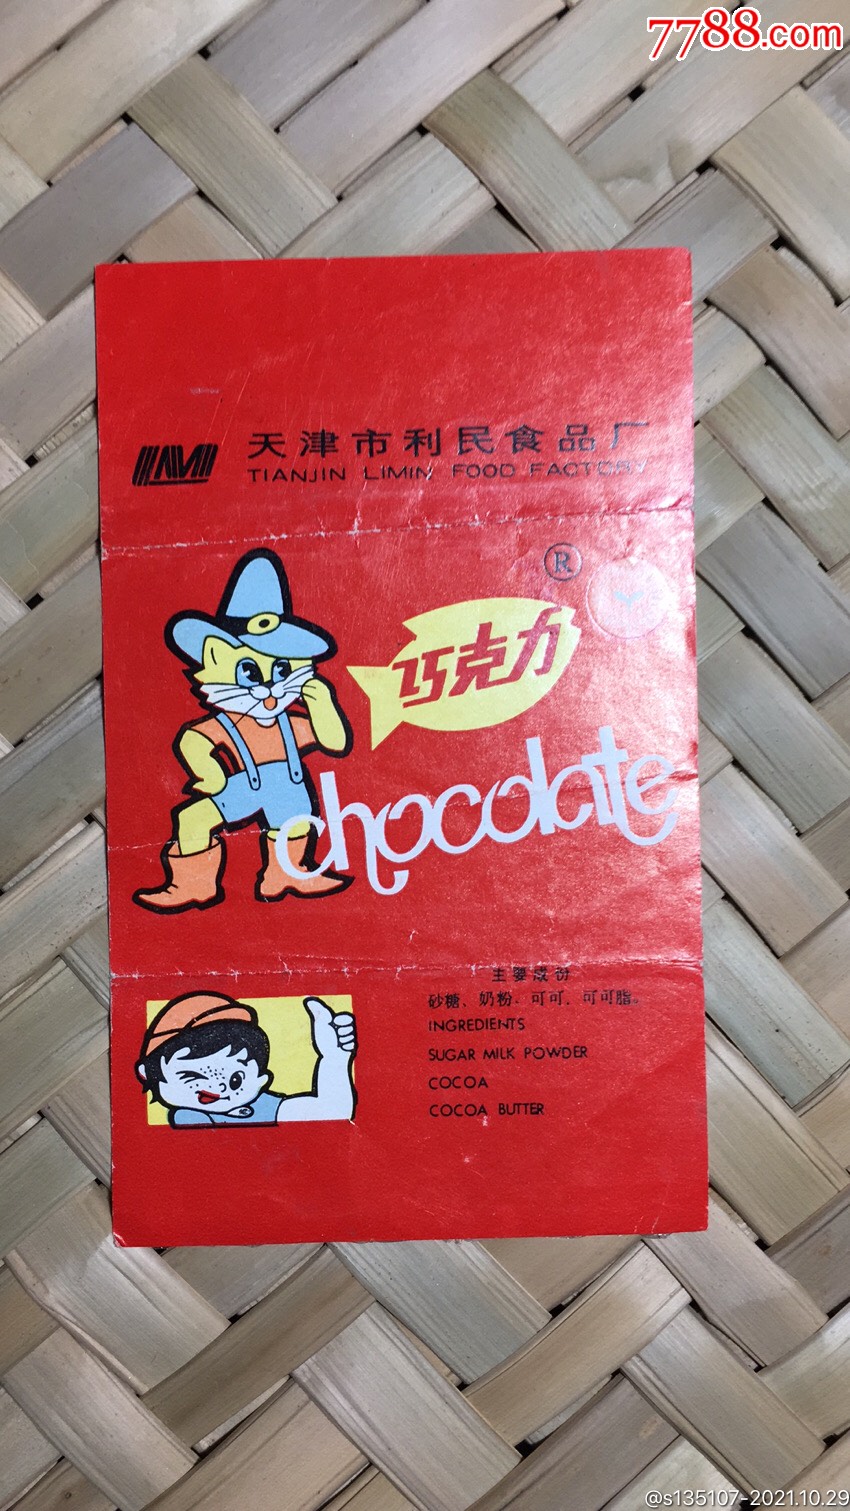 7788.com
LM
天津市利民食品厂
TIANJIN LIMIN FOOD FACTORY
®
巧克力
chocolate
主要成份
砂糖、奶粉、可可、可可脂。
INGREDIENTS
SUGAR MILK POWDER
COCOA
COCOA BUTTER
@s135107-2021.10.29